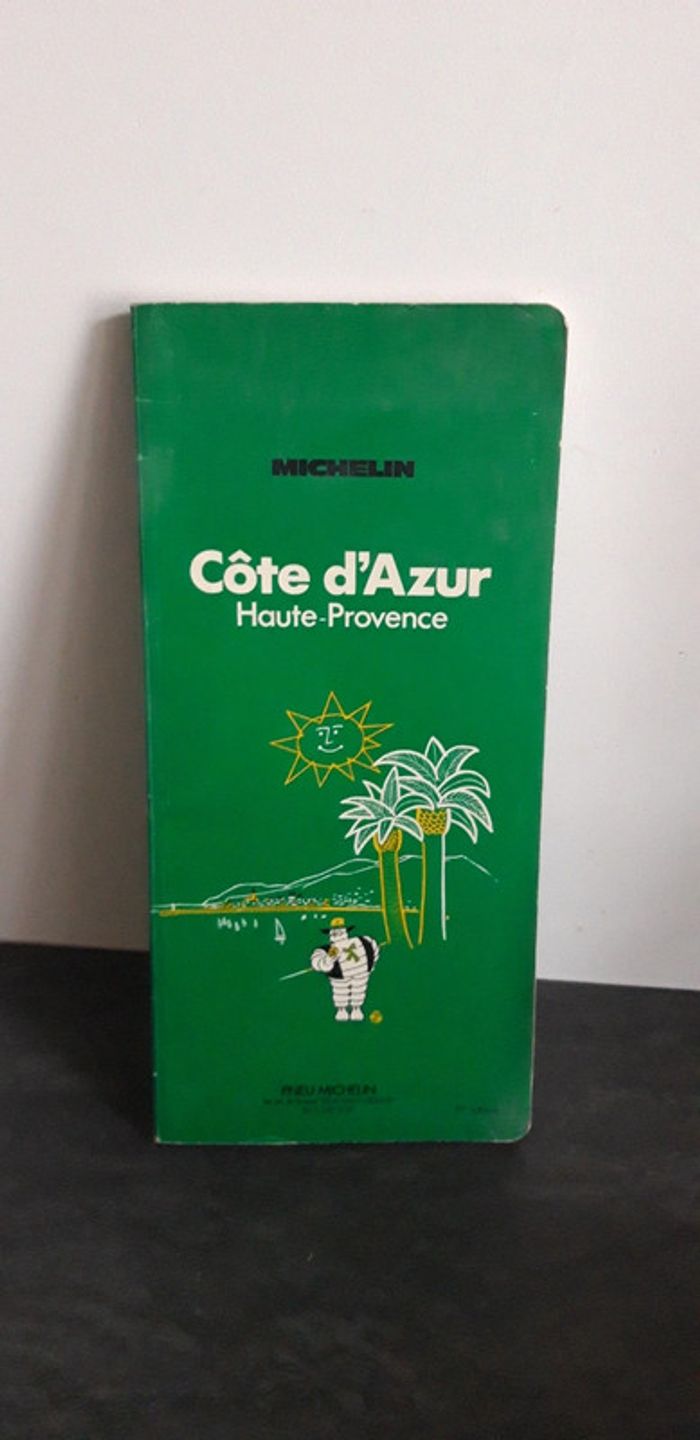 MICHELIN
Côte d'Azur
Haute-Provence
PNEU MICHELIN